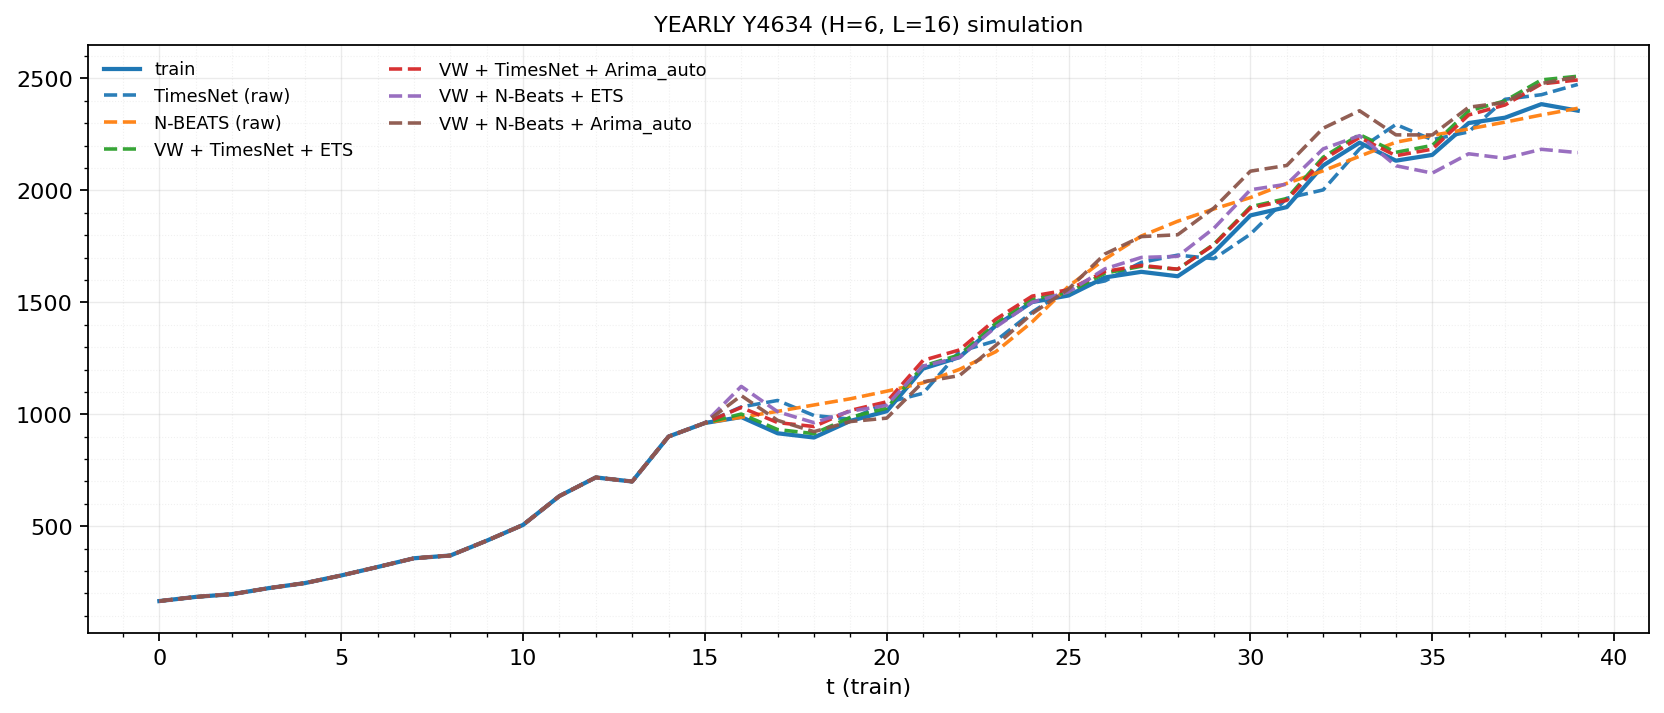 YEARLY Y4634 (H=6, L=16) simulation
train
TimesNet (raw)
N-BEATS (raw)
VW + TimesNet + ETS
VW + TimesNet + Arima_auto
VW + N-Beats + ETS
VW + N-Beats + Arima_auto
2500
2000
1500
1000
500
0 5 10 15 20 25 30 35 40
t (train)